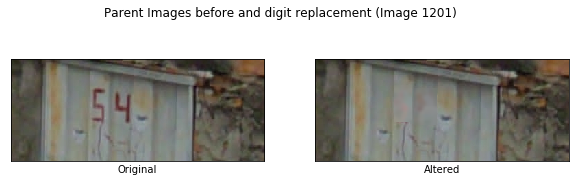 Parent Images before and digit replacement (Image 1201)
54
Original
Altered